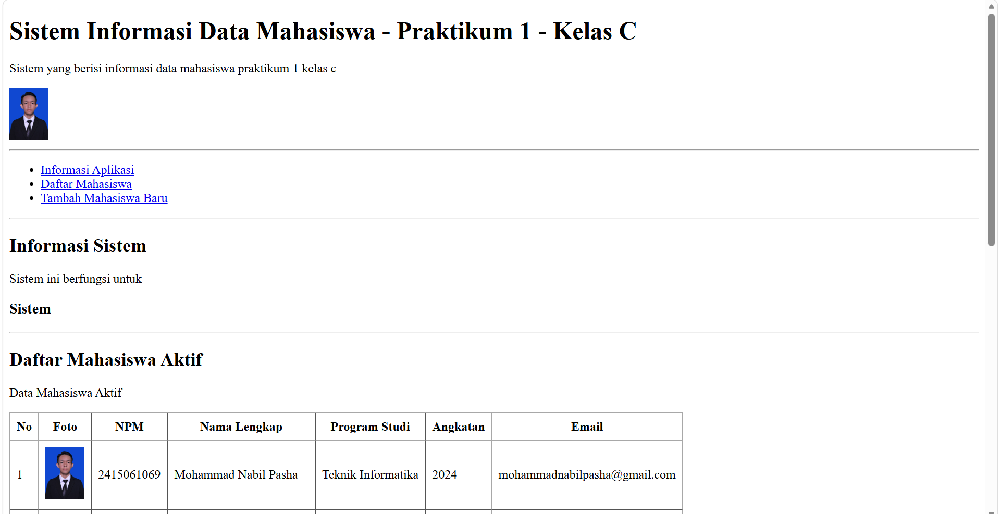 Sistem Informasi Data Mahasiswa - Praktikum 1 - Kelas C
Sistem yang berisi informasi data mahasiswa praktikum 1 kelas c
Informasi Aplikasi
Daftar Mahasiswa
Tambah Mahasiswa Baru
Informasi Sistem
Sistem ini berfungsi untuk
Sistem
Daftar Mahasiswa Aktif
Data Mahasiswa Aktif
No Foto NPM Nama Lengkap Program Studi Angkatan Email
1 2415061069 Mohammad Nabil Pasha Teknik Informatika 2024 mohammadnabilpasha@gmail.com